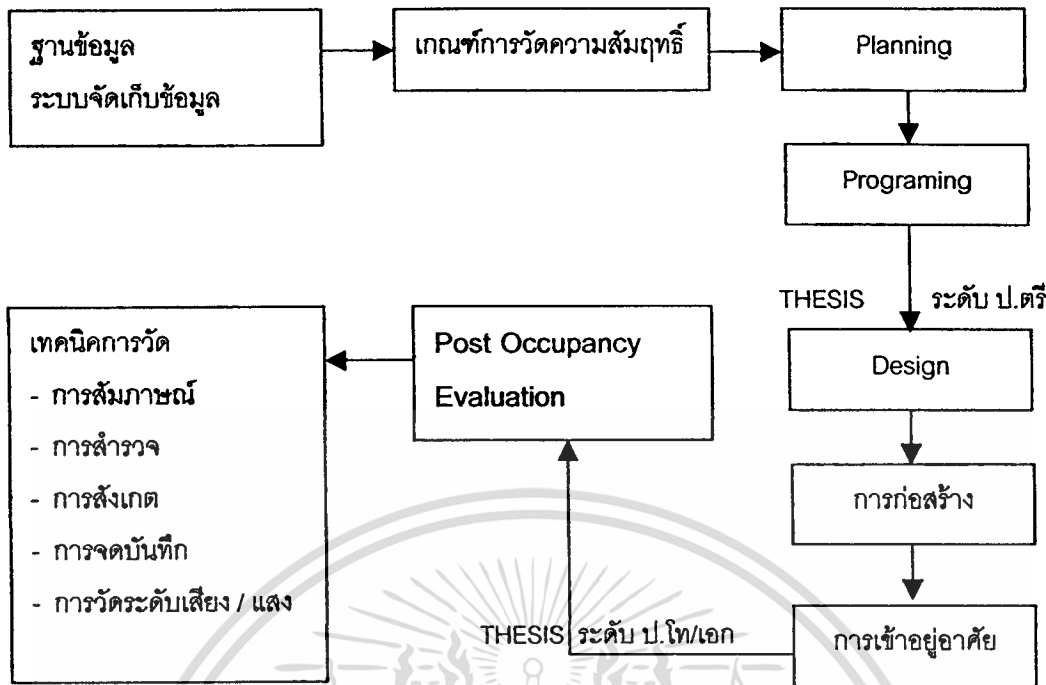 ฐานข้อมูล
ระบบจัดเก็บข้อมูล
เกณฑ์การวัดความสัมฤทธิ์
Planning
Programing
THESIS ระดับ ป.ตรี
Design
การก่อสร้าง
การเข้าอยู่อาศัย
THESIS ระดับ ป.โท/เอก
Post Occupancy
Evaluation
เทคนิคการวัด
- การสัมภาษณ์
- การสำรวจ
- การสังเกต
- การจดบันทึก
- การวัดระดับเสียง / แสง